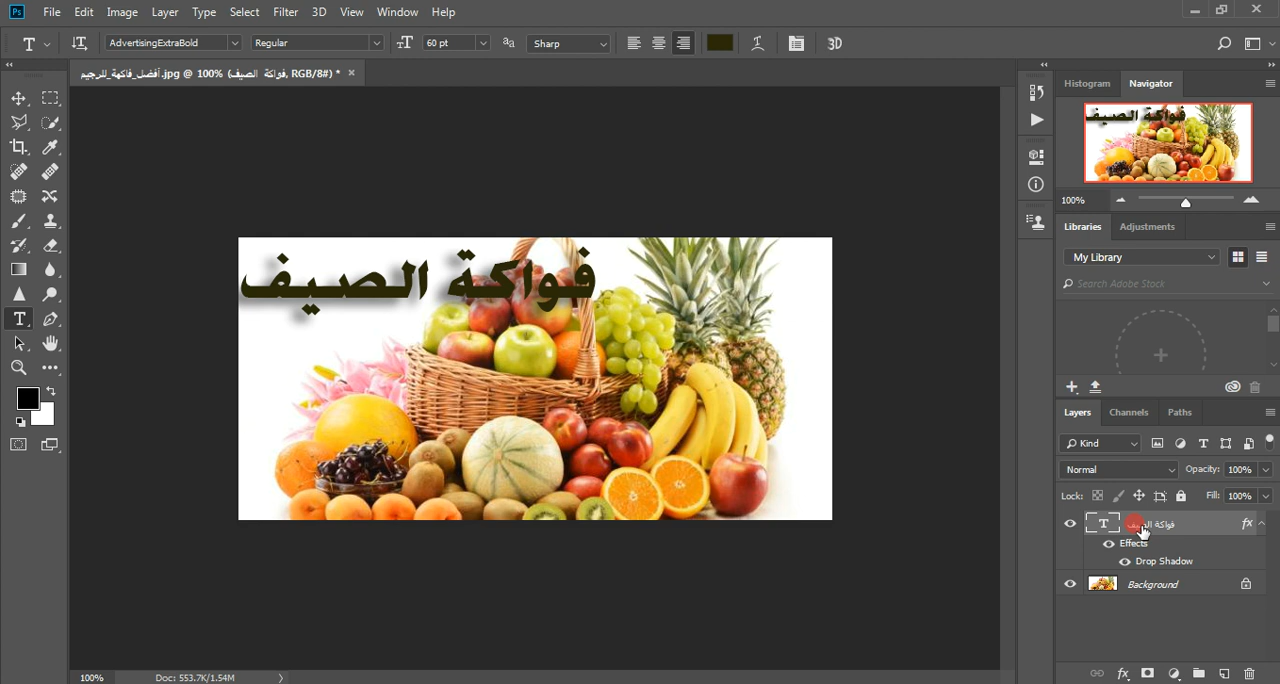 Ps File Edit Image Layer Type Select Filter 3D View Window Help
T AdvertisingExtraBold Regular 60 pt Sharp 3D
أفضل_فاكهة_للرجيم.jpg @ 100% (فواكة الصيف, RGB/8#) *
Histogram Navigator
فواكة الصيف
100%
Libraries Adjustments
My Library
Search Adobe Stock
فواكة الصيف
Layers Channels Paths
Kind
Normal Opacity: 100%
Lock: Fill: 100%
T فواكة fx
Effects
Drop Shadow
Background
100% Doc: 553.7K/1.54M